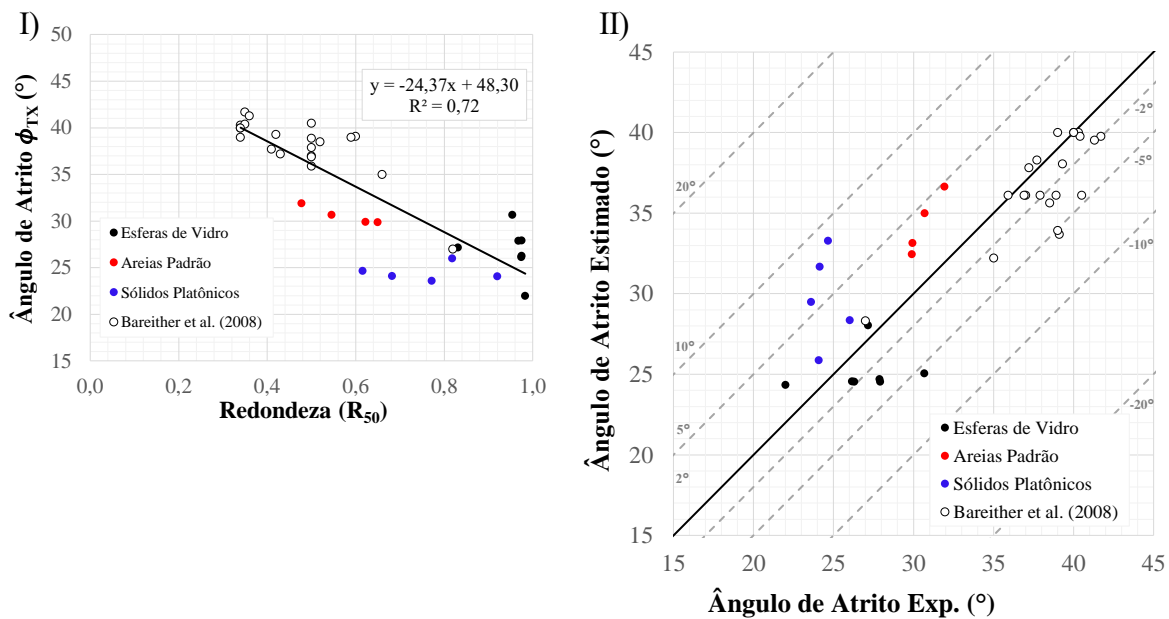 I)
50
45
40
35
30
25
20
15
Ângulo de Atrito ϕTX (°)
y = -24,37x + 48,30
R² = 0,72
Esferas de Vidro
Areias Padrão
Sólidos Platônicos
Bareither et al. (2008)
0,0 0,2 0,4 0,6 0,8 1,0
Redondeza (R50)
II)
45
40
35
30
25
20
15
Ângulo de Atrito Estimado (°)
20°
10°
5°
2°
-2°
-5°
-10°
-20°
Esferas de Vidro
Areias Padrão
Sólidos Platônicos
Bareither et al. (2008)
15 20 25 30 35 40 45
Ângulo de Atrito Exp. (°)